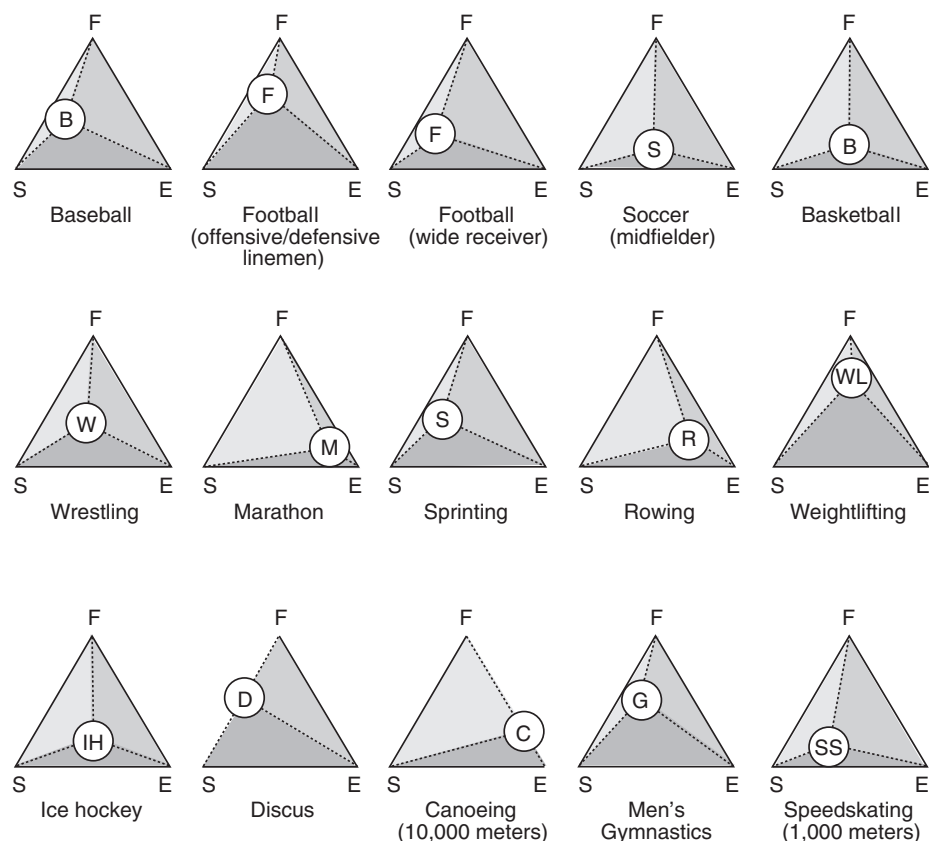 F F F F F
B F F S B
S E S E S E S E S E
Baseball Football Football Soccer Basketball
(offensive/defensive (wide receiver) (midfielder)
linemen)
F F F F F
W M S R WL
S E S E S E S E S E
Wrestling Marathon Sprinting Rowing Weightlifting
F F F F F
IH D C G SS
S E S E S E S E S E
Ice hockey Discus Canoeing Men's Speedskating
(10,000 meters) Gymnastics (1,000 meters)